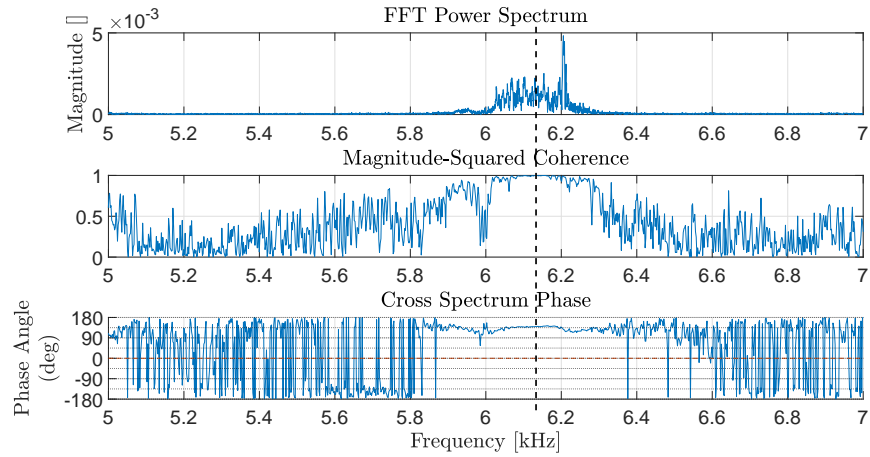 FFT Power Spectrum
×10⁻³
Magnitude []
5
0
5 5.2 5.4 5.6 5.8 6 6.2 6.4 6.6 6.8 7
Magnitude-Squared Coherence
1
0.5
0
5 5.2 5.4 5.6 5.8 6 6.2 6.4 6.6 6.8 7
Cross Spectrum Phase
Phase Angle
(deg)
180
90
0
-90
-180
5 5.2 5.4 5.6 5.8 6 6.2 6.4 6.6 6.8 7
Frequency [kHz]